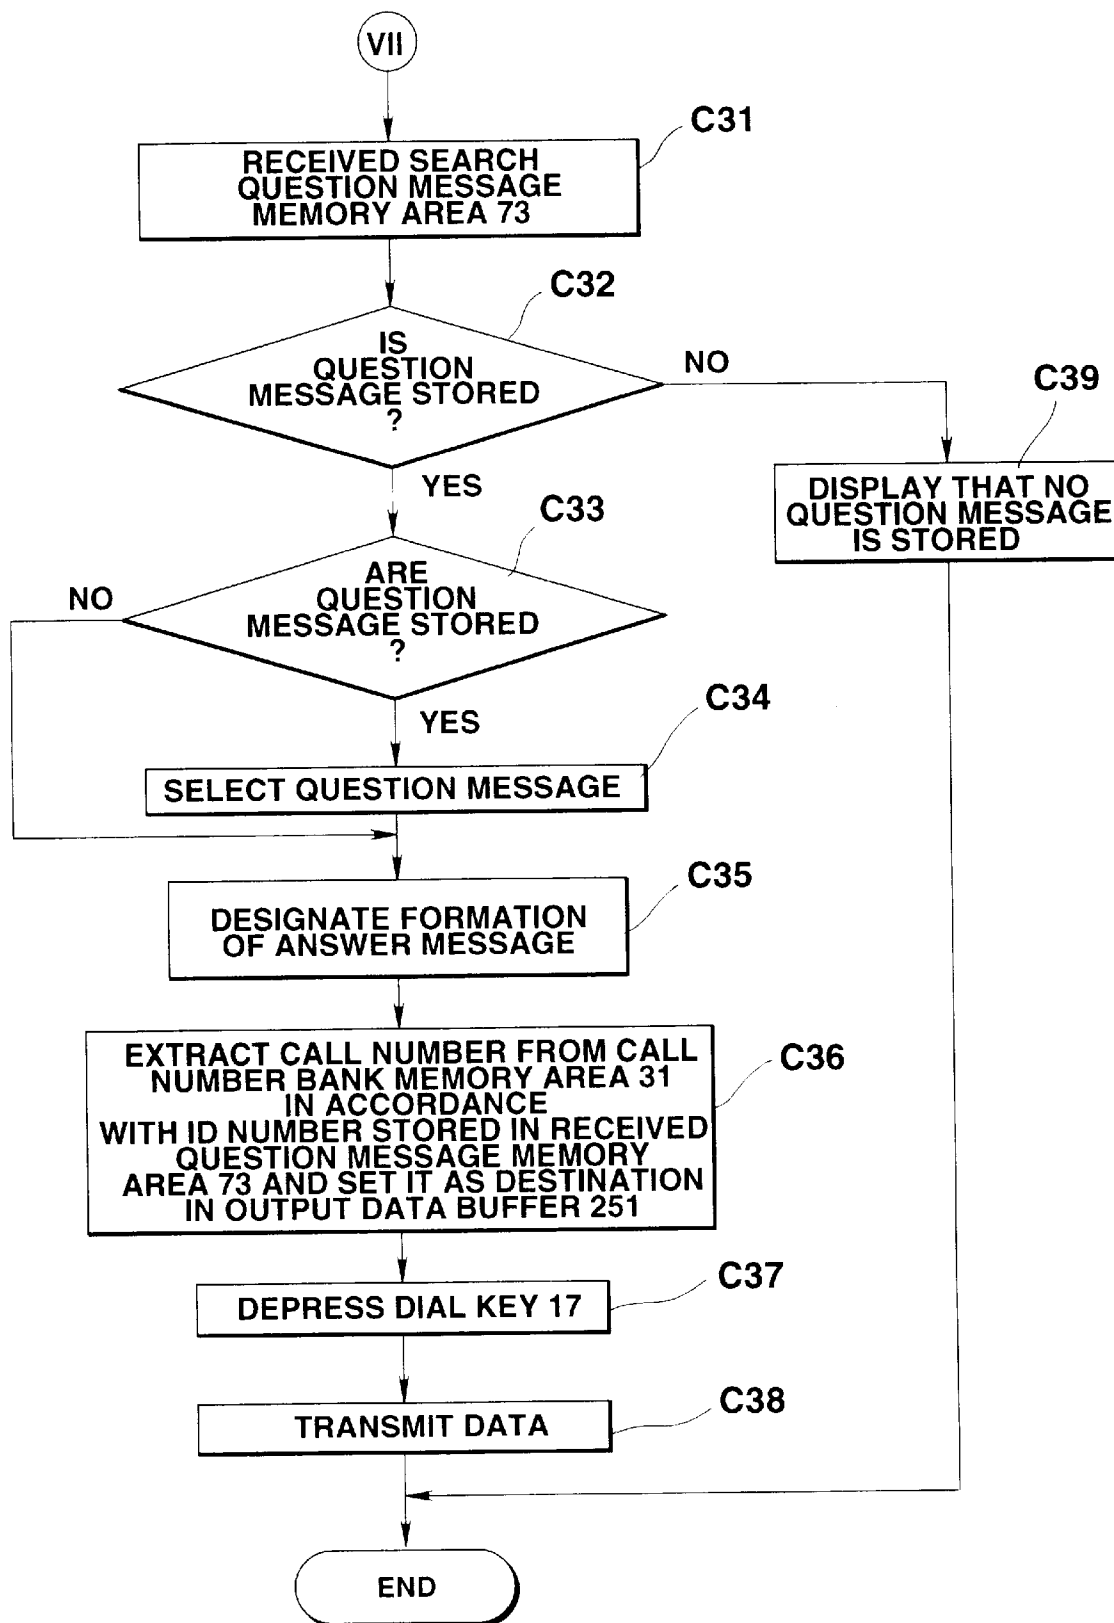 VII
C31
RECEIVED SEARCH
QUESTION MESSAGE
MEMORY AREA 73
C32
IS
QUESTION
MESSAGE STORED
?
NO
YES
C39
DISPLAY THAT NO
QUESTION MESSAGE
IS STORED
C33
ARE
QUESTION
MESSAGE STORED
?
NO
YES
C34
SELECT QUESTION MESSAGE
C35
DESIGNATE FORMATION
OF ANSWER MESSAGE
C36
EXTRACT CALL NUMBER FROM CALL
NUMBER BANK MEMORY AREA 31
IN ACCORDANCE
WITH ID NUMBER STORED IN RECEIVED
QUESTION MESSAGE MEMORY
AREA 73 AND SET IT AS DESTINATION
IN OUTPUT DATA BUFFER 251
C37
DEPRESS DIAL KEY 17
C38
TRANSMIT DATA
END